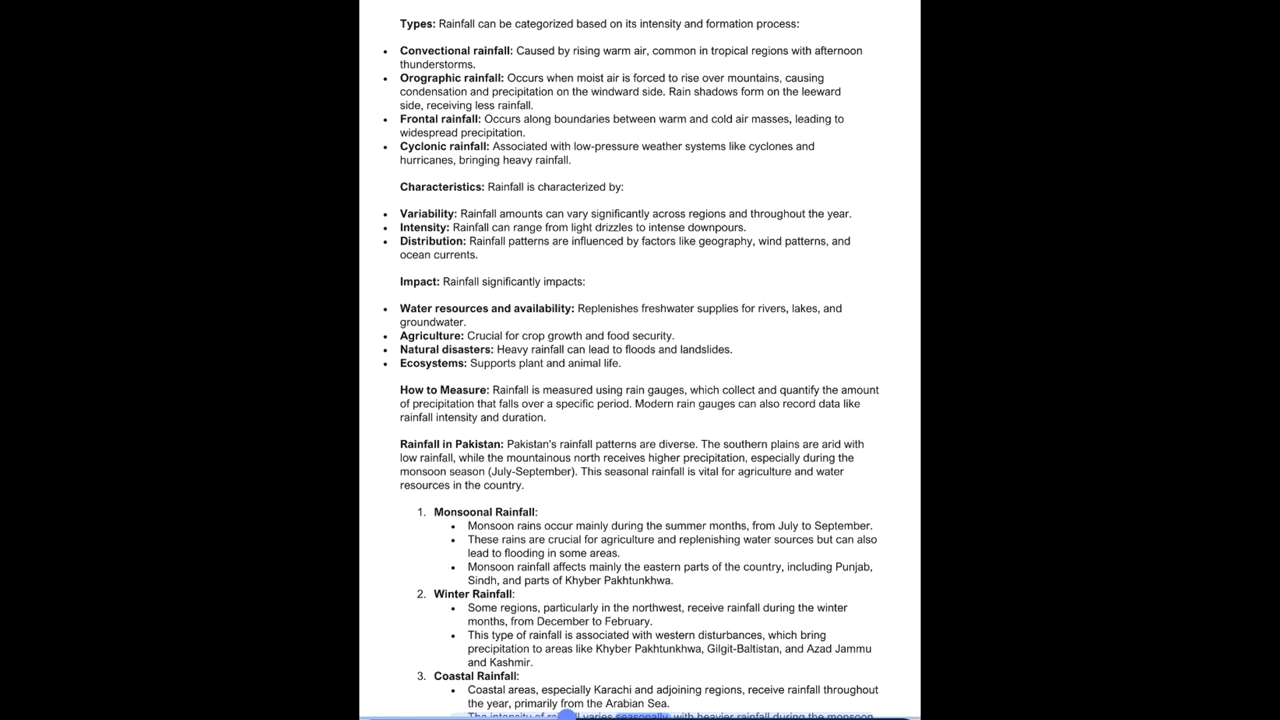 Types: Rainfall can be categorized based on its intensity and formation process:
• Convectional rainfall: Caused by rising warm air, common in tropical regions with afternoon
thunderstorms.
• Orographic rainfall: Occurs when moist air is forced to rise over mountains, causing
condensation and precipitation on the windward side. Rain shadows form on the leeward
side, receiving less rainfall.
• Frontal rainfall: Occurs along boundaries between warm and cold air masses, leading to
widespread precipitation.
• Cyclonic rainfall: Associated with low-pressure weather systems like cyclones and
hurricanes, bringing heavy rainfall.
Characteristics: Rainfall is characterized by:
• Variability: Rainfall amounts can vary significantly across regions and throughout the year.
• Intensity: Rainfall can range from light drizzles to intense downpours.
• Distribution: Rainfall patterns are influenced by factors like geography, wind patterns, and
ocean currents.
Impact: Rainfall significantly impacts:
• Water resources and availability: Replenishes freshwater supplies for rivers, lakes, and
groundwater.
• Agriculture: Crucial for crop growth and food security.
• Natural disasters: Heavy rainfall can lead to floods and landslides.
• Ecosystems: Supports plant and animal life.
How to Measure: Rainfall is measured using rain gauges, which collect and quantify the amount
of precipitation that falls over a specific period. Modern rain gauges can also record data like
rainfall intensity and duration.
Rainfall in Pakistan: Pakistan's rainfall patterns are diverse. The southern plains are arid with
low rainfall, while the mountainous north receives higher precipitation, especially during the
monsoon season (July-September). This seasonal rainfall is vital for agriculture and water
resources in the country.
1. Monsoonal Rainfall:
• Monsoon rains occur mainly during the summer months, from July to September.
• These rains are crucial for agriculture and replenishing water sources but can also
lead to flooding in some areas.
• Monsoon rainfall affects mainly the eastern parts of the country, including Punjab,
Sindh, and parts of Khyber Pakhtunkhwa.
2. Winter Rainfall:
• Some regions, particularly in the northwest, receive rainfall during the winter
months, from December to February.
• This type of rainfall is associated with western disturbances, which bring
precipitation to areas like Khyber Pakhtunkhwa, Gilgit-Baltistan, and Azad Jammu
and Kashmir.
3. Coastal Rainfall:
• Coastal areas, especially Karachi and adjoining regions, receive rainfall throughout
the year, primarily from the Arabian Sea.
The intensity of varies seasonally, with heavier rainfall during the monsoon